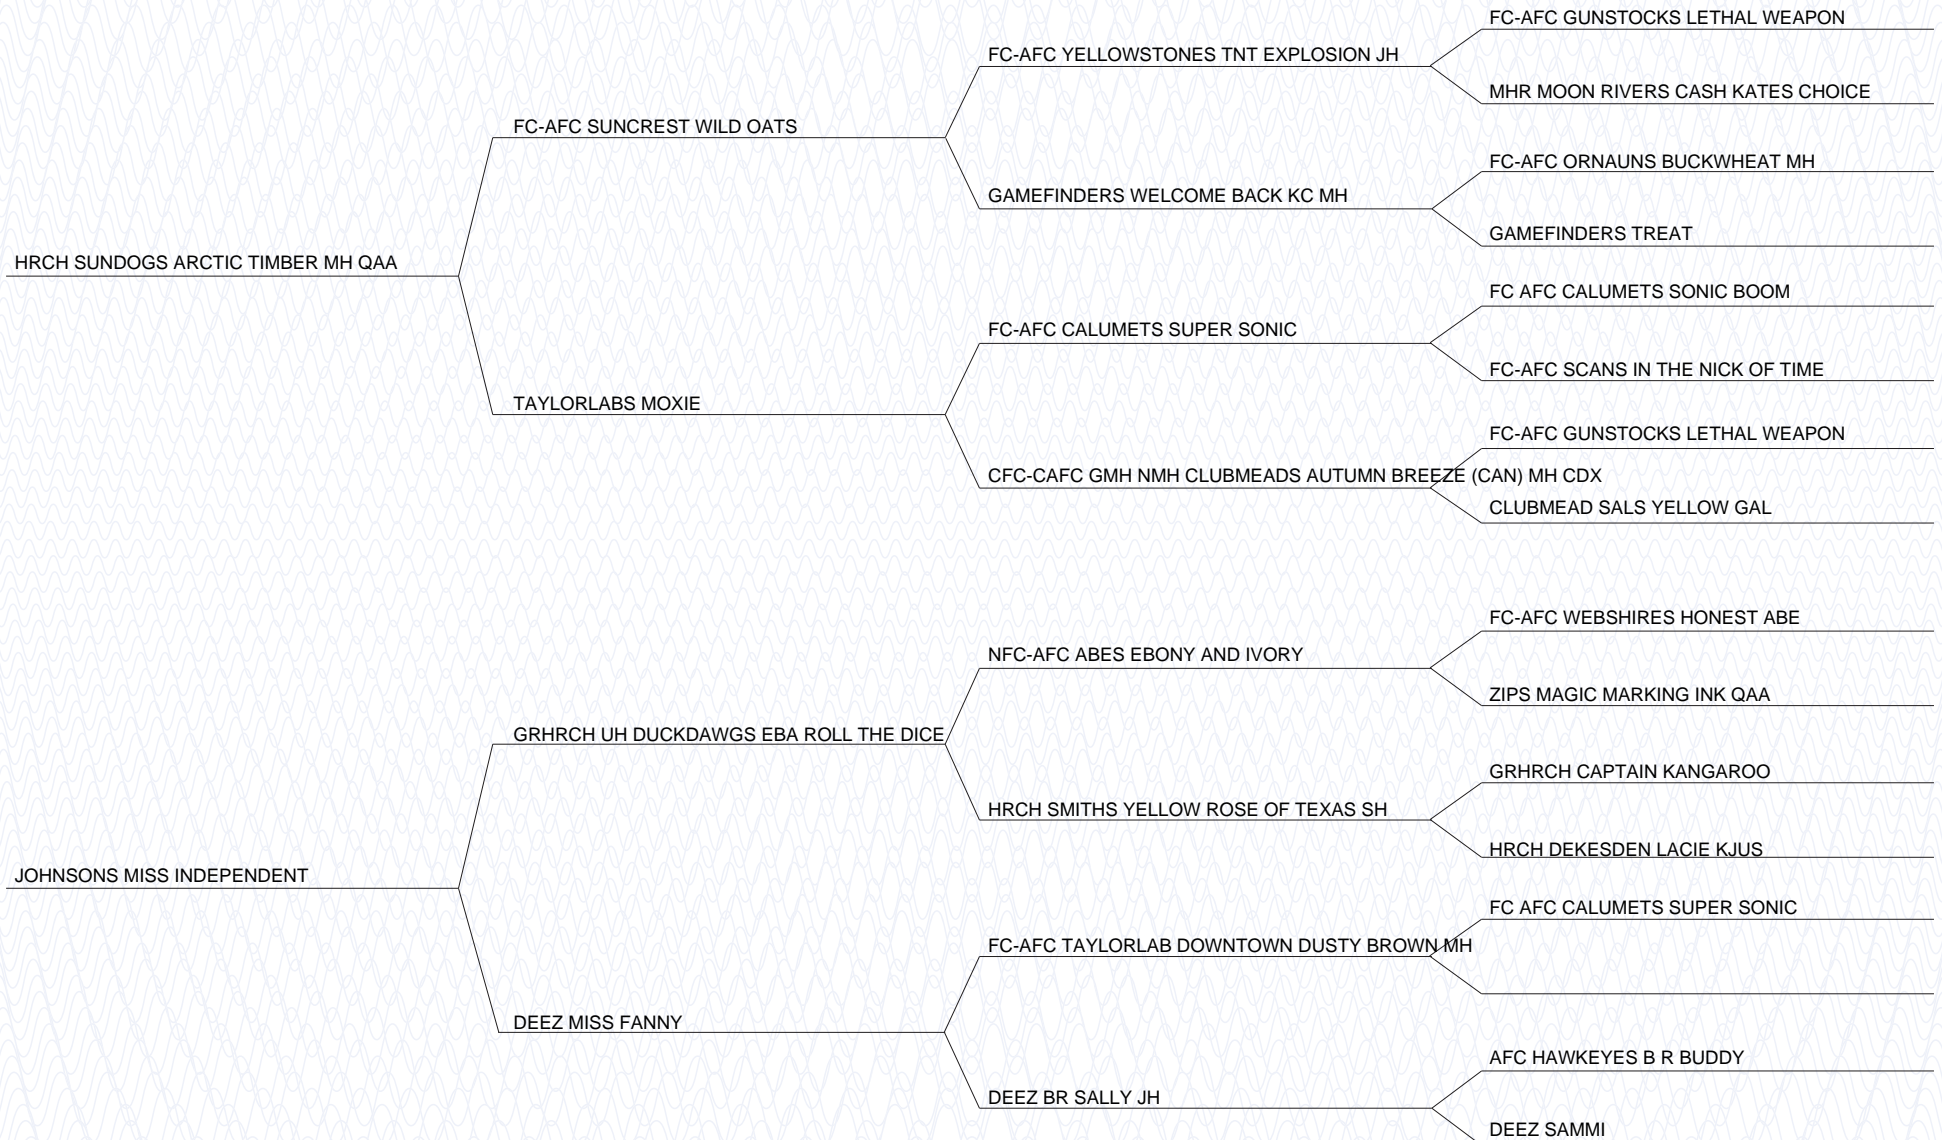 FC-AFC GUNSTOCKS LETHAL WEAPON
FC-AFC YELLOWSTONES TNT EXPLOSION JH
MHR MOON RIVERS CASH KATES CHOICE
FC-AFC SUNCREST WILD OATS
FC-AFC ORNAUNS BUCKWHEAT MH
GAMEFINDERS WELCOME BACK KC MH
GAMEFINDERS TREAT
HRCH SUNDOGS ARCTIC TIMBER MH QAA
FC AFC CALUMETS SONIC BOOM
FC-AFC CALUMETS SUPER SONIC
FC-AFC SCANS IN THE NICK OF TIME
TAYLORLABS MOXIE
FC-AFC GUNSTOCKS LETHAL WEAPON
CFC-CAFC GMH NMH CLUBMEADS AUTUMN BREEZE (CAN) MH CDX
CLUBMEAD SALS YELLOW GAL
FC-AFC WEBSHIRES HONEST ABE
NFC-AFC ABES EBONY AND IVORY
ZIPS MAGIC MARKING INK QAA
GRHRCH UH DUCKDAWGS EBA ROLL THE DICE
GRHRCH CAPTAIN KANGAROO
HRCH SMITHS YELLOW ROSE OF TEXAS SH
HRCH DEKESDEN LACIE KJUS
JOHNSONS MISS INDEPENDENT
FC AFC CALUMETS SUPER SONIC
FC-AFC TAYLORLAB DOWNTOWN DUSTY BROWN MH
DEEZ MISS FANNY
AFC HAWKEYES B R BUDDY
DEEZ BR SALLY JH
DEEZ SAMMI